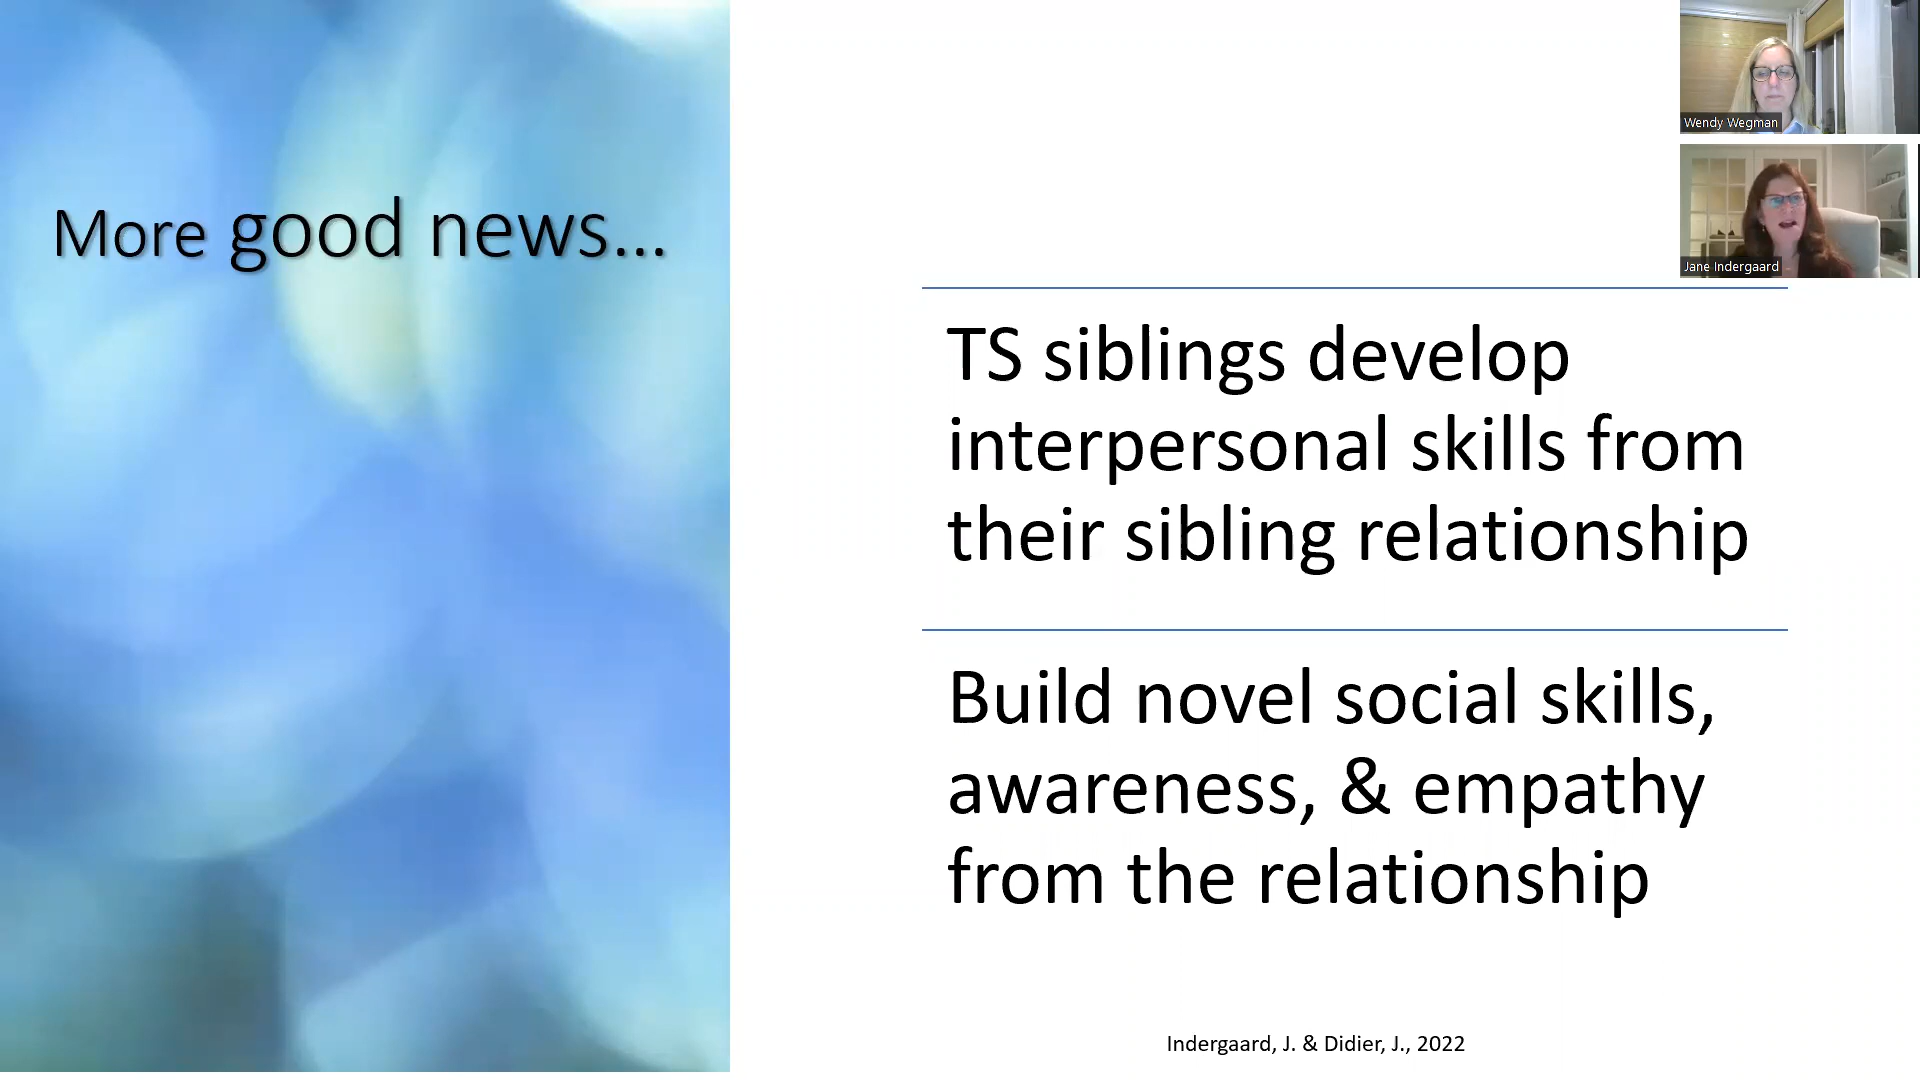 More good news...
Wendy Wegman
Jane Indergaard
TS siblings develop
interpersonal skills from
their sibling relationship
Build novel social skills,
awareness, & empathy
from the relationship
Indergaard, J. & Didier, J., 2022